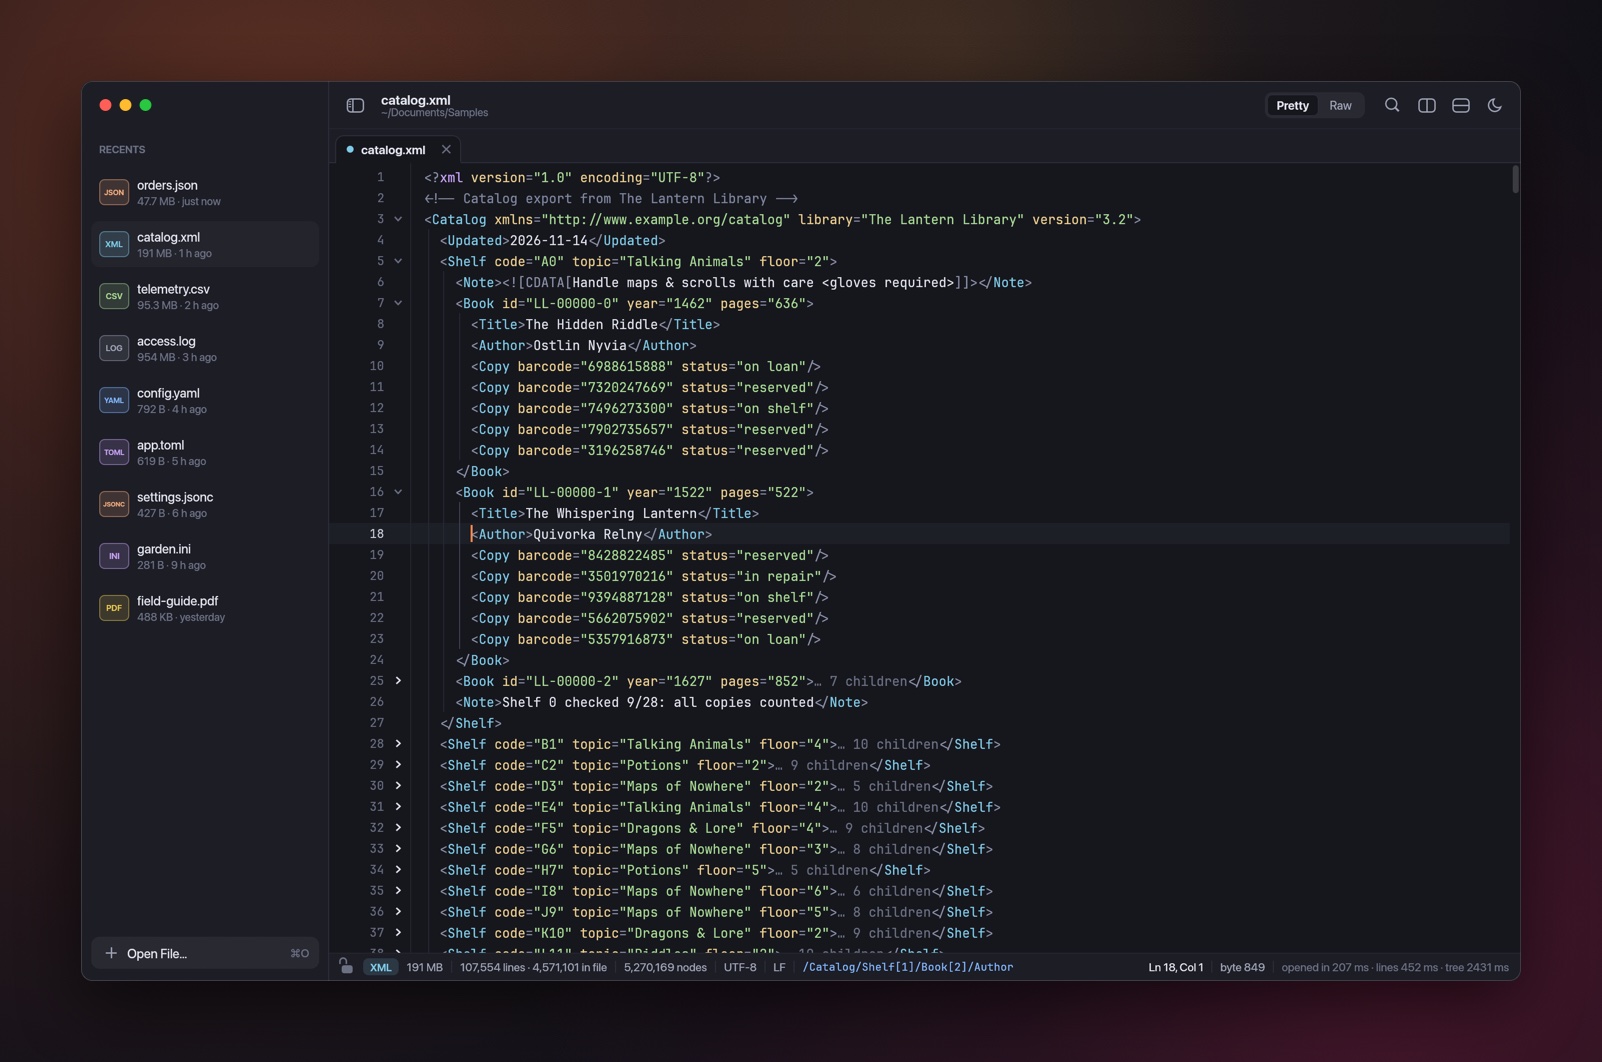 catalog.xml
~/Documents/Samples
Pretty
Raw
RECENTS
JSON
orders.json
47.7 MB · just now
XML
catalog.xml
191 MB · 1 h ago
CSV
telemetry.csv
95.3 MB · 2 h ago
LOG
access.log
954 MB · 3 h ago
YAML
config.yaml
792 B · 4 h ago
TOML
app.toml
619 B · 5 h ago
JSONC
settings.jsonc
427 B · 6 h ago
INI
garden.ini
281 B · 9 h ago
PDF
field-guide.pdf
488 KB · yesterday
Open File...
⌘O
catalog.xml
1 <?xml version="1.0" encoding="UTF-8"?>
2 <!-- Catalog export from The Lantern Library -->
3 <Catalog xmlns="http://www.example.org/catalog" library="The Lantern Library" version="3.2">
4 <Updated>2026-11-14</Updated>
5 <Shelf code="A0" topic="Talking Animals" floor="2">
6 <Note><![CDATA[Handle maps & scrolls with care <gloves required>]]></Note>
7 <Book id="LL-00000-0" year="1462" pages="636">
8 <Title>The Hidden Riddle</Title>
9 <Author>Ostlin Nyvia</Author>
10 <Copy barcode="6988615888" status="on loan"/>
11 <Copy barcode="7320247669" status="reserved"/>
12 <Copy barcode="7496273300" status="on shelf"/>
13 <Copy barcode="7902735657" status="reserved"/>
14 <Copy barcode="3196258746" status="reserved"/>
15 </Book>
16 <Book id="LL-00000-1" year="1522" pages="522">
17 <Title>The Whispering Lantern</Title>
18 <Author>Quivorka Relny</Author>
19 <Copy barcode="8428822485" status="reserved"/>
20 <Copy barcode="3501970216" status="in repair"/>
21 <Copy barcode="9394887128" status="on shelf"/>
22 <Copy barcode="5662075902" status="reserved"/>
23 <Copy barcode="5357916873" status="on loan"/>
24 </Book>
25 <Book id="LL-00000-2" year="1627" pages="852">… 7 children</Book>
26 <Note>Shelf 0 checked 9/28: all copies counted</Note>
27 </Shelf>
28 <Shelf code="B1" topic="Talking Animals" floor="4">… 10 children</Shelf>
29 <Shelf code="C2" topic="Potions" floor="2">… 9 children</Shelf>
30 <Shelf code="D3" topic="Maps of Nowhere" floor="2">… 5 children</Shelf>
31 <Shelf code="E4" topic="Talking Animals" floor="4">… 10 children</Shelf>
32 <Shelf code="F5" topic="Dragons & Lore" floor="4">… 9 children</Shelf>
33 <Shelf code="G6" topic="Maps of Nowhere" floor="3">… 8 children</Shelf>
34 <Shelf code="H7" topic="Potions" floor="5">… 5 children</Shelf>
35 <Shelf code="I8" topic="Maps of Nowhere" floor="6">… 6 children</Shelf>
36 <Shelf code="J9" topic="Maps of Nowhere" floor="5">… 8 children</Shelf>
37 <Shelf code="K10" topic="Dragons & Lore" floor="2">… 9 children</Shelf>
XML 191 MB 107,554 lines · 4,571,101 in file 5,270,169 nodes UTF-8 LF /Catalog/Shelf[1]/Book[2]/Author Ln 18, Col 1 byte 849 opened in 207 ms · lines 452 ms · tree 2431 ms